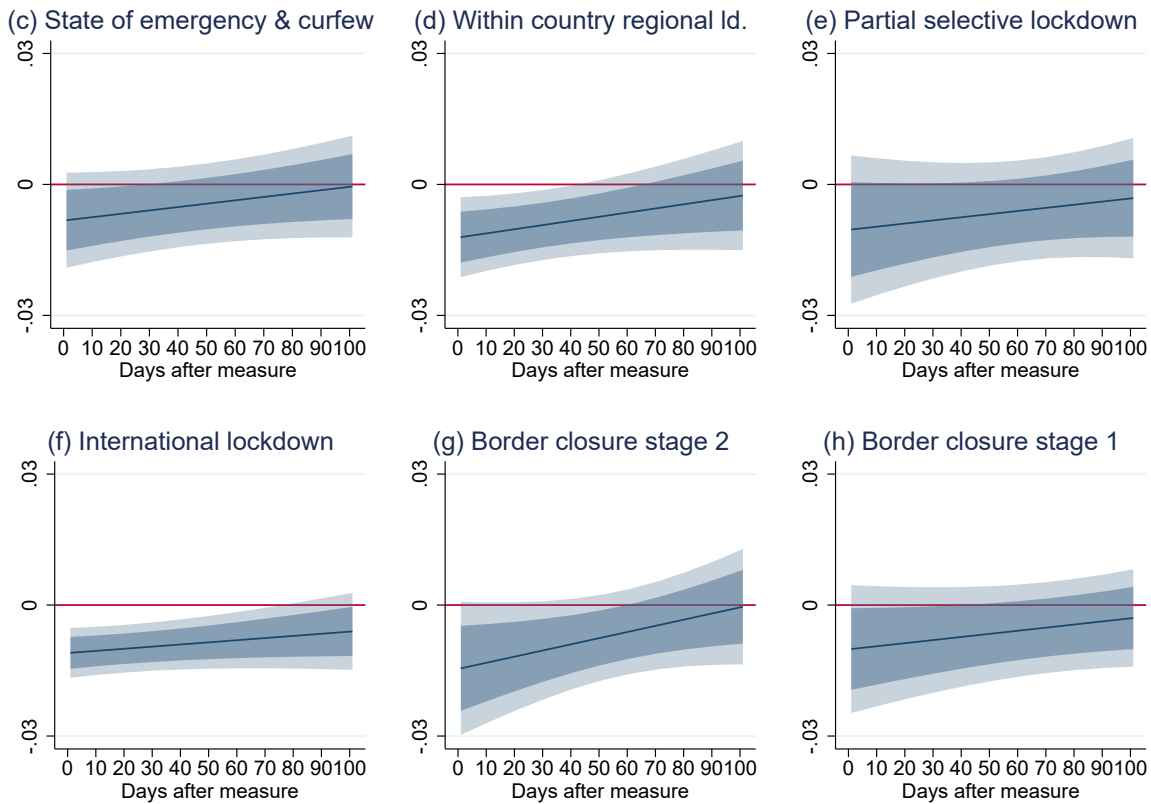 (c) State of emergency & curfew
(d) Within country regional ld.
(e) Partial selective lockdown
.03
0
-.03
0 10 20 30 40 50 60 70 80 90100
Days after measure
.03
0
-.03
0 10 20 30 40 50 60 70 80 90100
Days after measure
.03
0
-.03
0 10 20 30 40 50 60 70 80 90100
Days after measure
(f) International lockdown
(g) Border closure stage 2
(h) Border closure stage 1
.03
0
-.03
0 10 20 30 40 50 60 70 80 90100
Days after measure
.03
0
-.03
0 10 20 30 40 50 60 70 80 90100
Days after measure
.03
0
-.03
0 10 20 30 40 50 60 70 80 90100
Days after measure